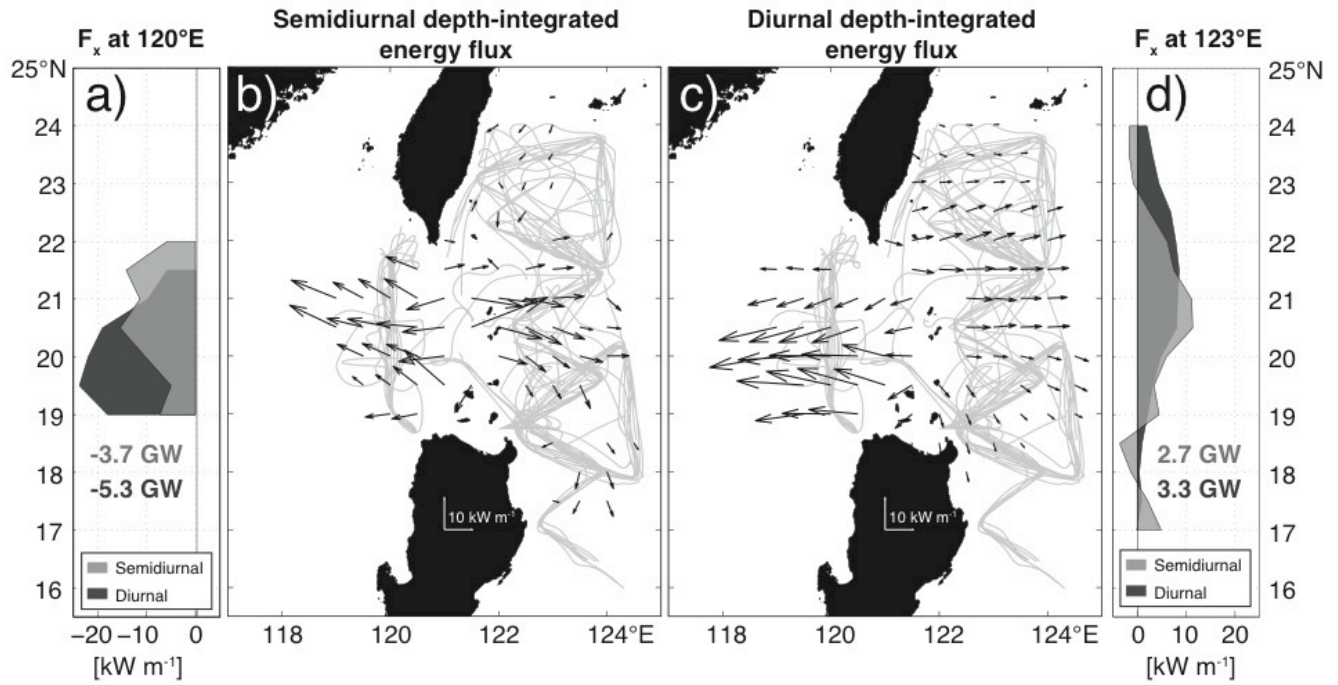 Semidiurnal depth-integrated
energy flux
Diurnal depth-integrated
energy flux
Fₓ at 120°E
Fₓ at 123°E
a)
b)
c)
d)
25°N
24
23
22
21
20
19
18
17
16
-3.7 GW
-5.3 GW
Semidiurnal
Diurnal
−20 −10 0
[kW m⁻¹]
10 kW m⁻¹
118 120 122 124°E
10 kW m⁻¹
118 120 122 124°E
25°N
24
23
22
21
20
19
18
17
16
2.7 GW
3.3 GW
Semidiurnal
Diurnal
0 10 20
[kW m⁻¹]